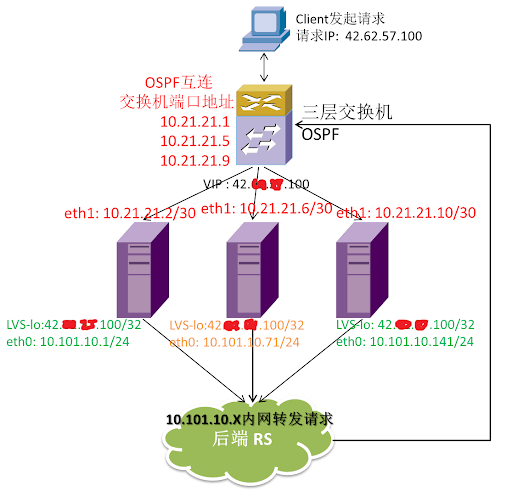 Client发起请求
请求IP: 42.62.57.100
OSPF互连
交换机端口地址
10.21.21.1
10.21.21.5
10.21.21.9
三层交换机
OSPF
VIP : 42. .100
eth1: 10.21.21.2/30
eth1: 10.21.21.6/30
eth1: 10.21.21.10/30
LVS-lo:42. .100/32
eth0: 10.101.10.1/24
LVS-lo:42. .100/32
eth0: 10.101.10.71/24
LVS-lo: 42. .100/32
eth0: 10.101.10.141/24
10.101.10.X内网转发请求
后端 RS